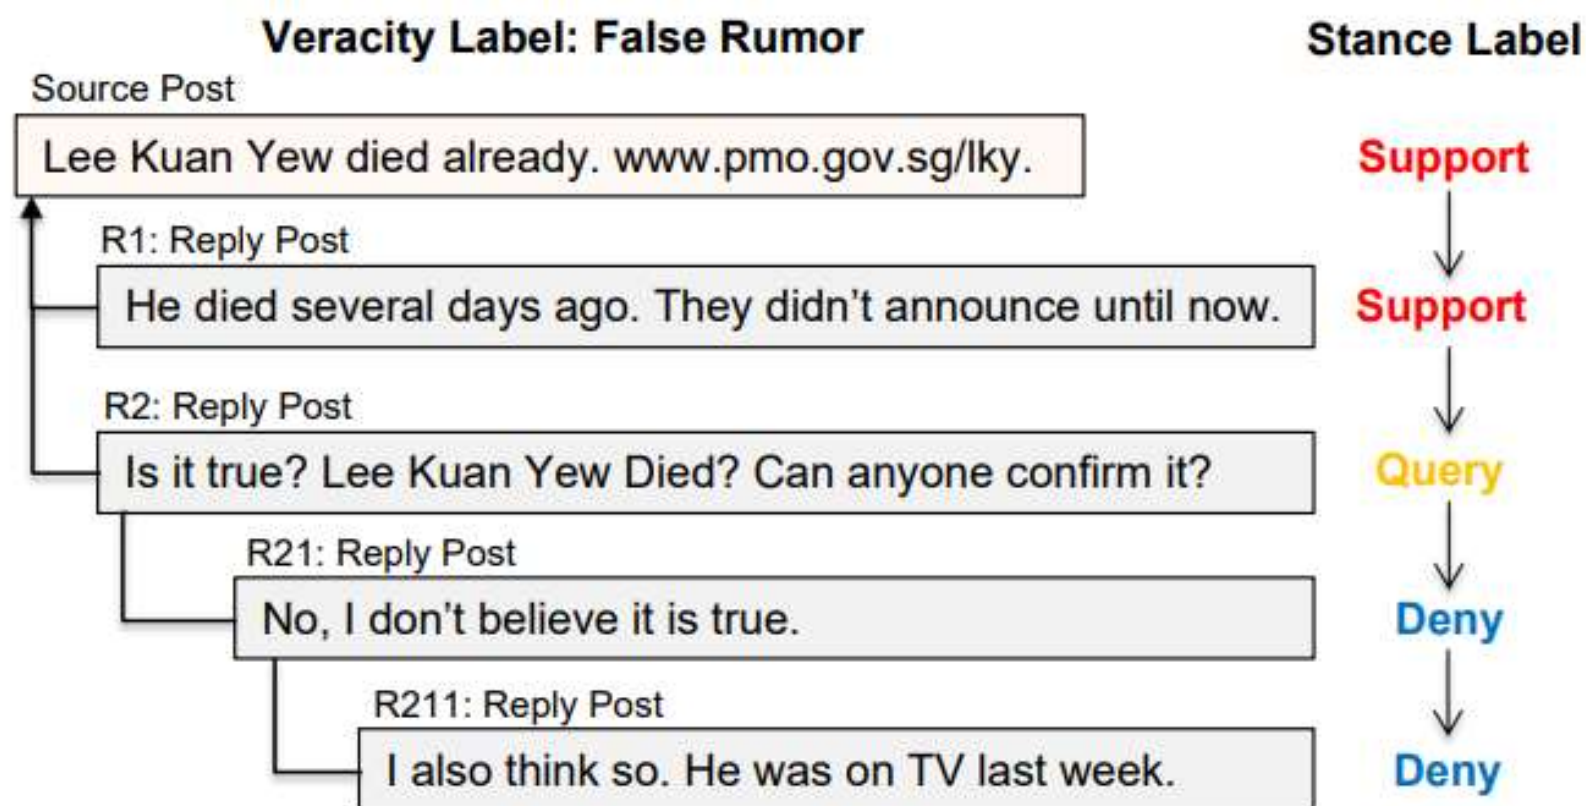 Veracity Label: False Rumor
Stance Label
Source Post
Lee Kuan Yew died already. www.pmo.gov.sg/lky.
Support
R1: Reply Post
He died several days ago. They didn't announce until now.
Support
R2: Reply Post
Is it true? Lee Kuan Yew Died? Can anyone confirm it?
Query
R21: Reply Post
No, I don't believe it is true.
Deny
R211: Reply Post
I also think so. He was on TV last week.
Deny